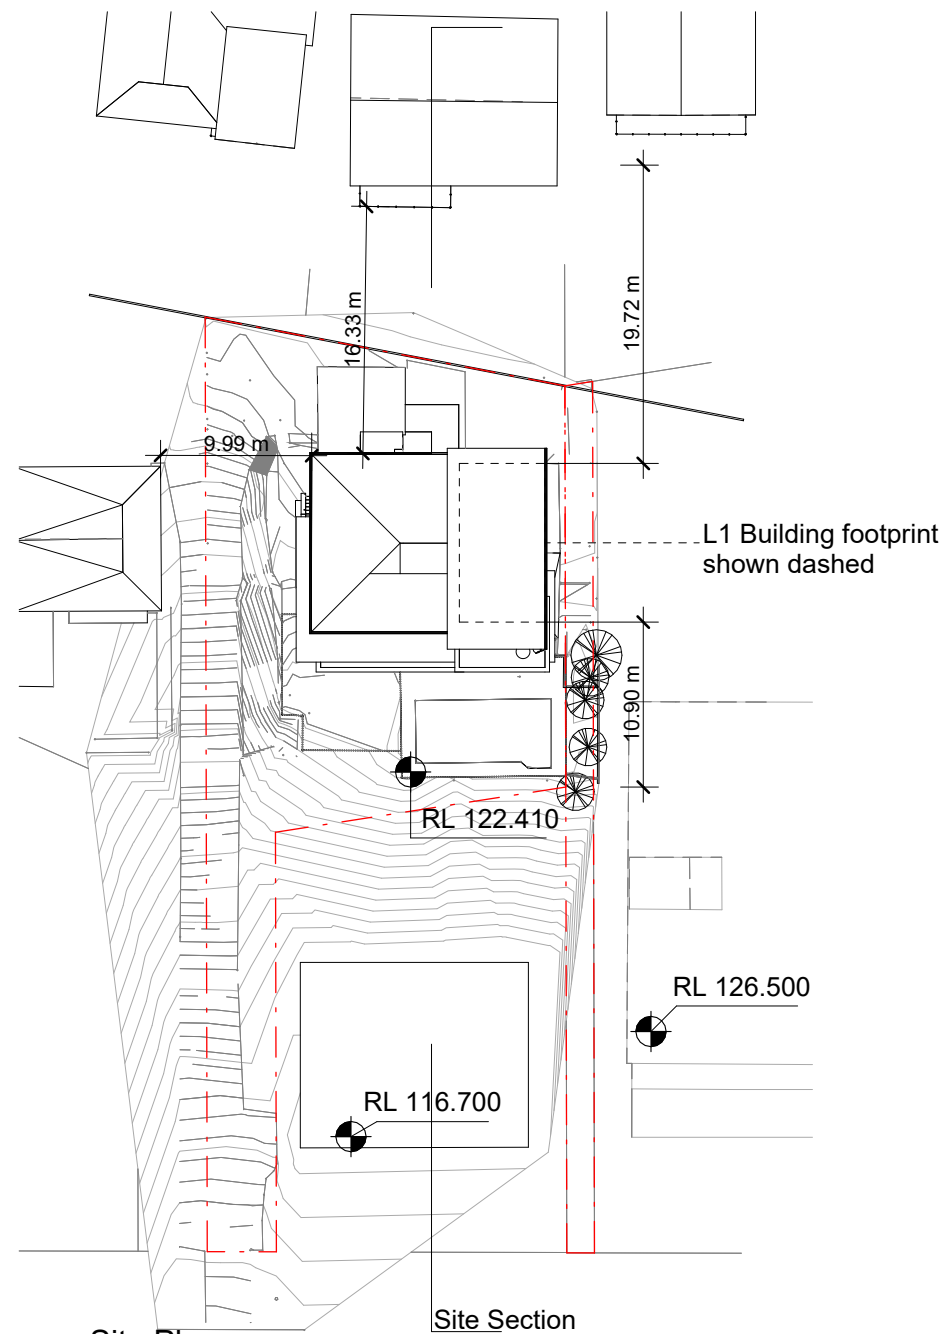 16.33 m
19.72 m
9.99 m
L1 Building footprint
shown dashed
10.90 m
RL 122.410
RL 126.500
RL 116.700
Site Section